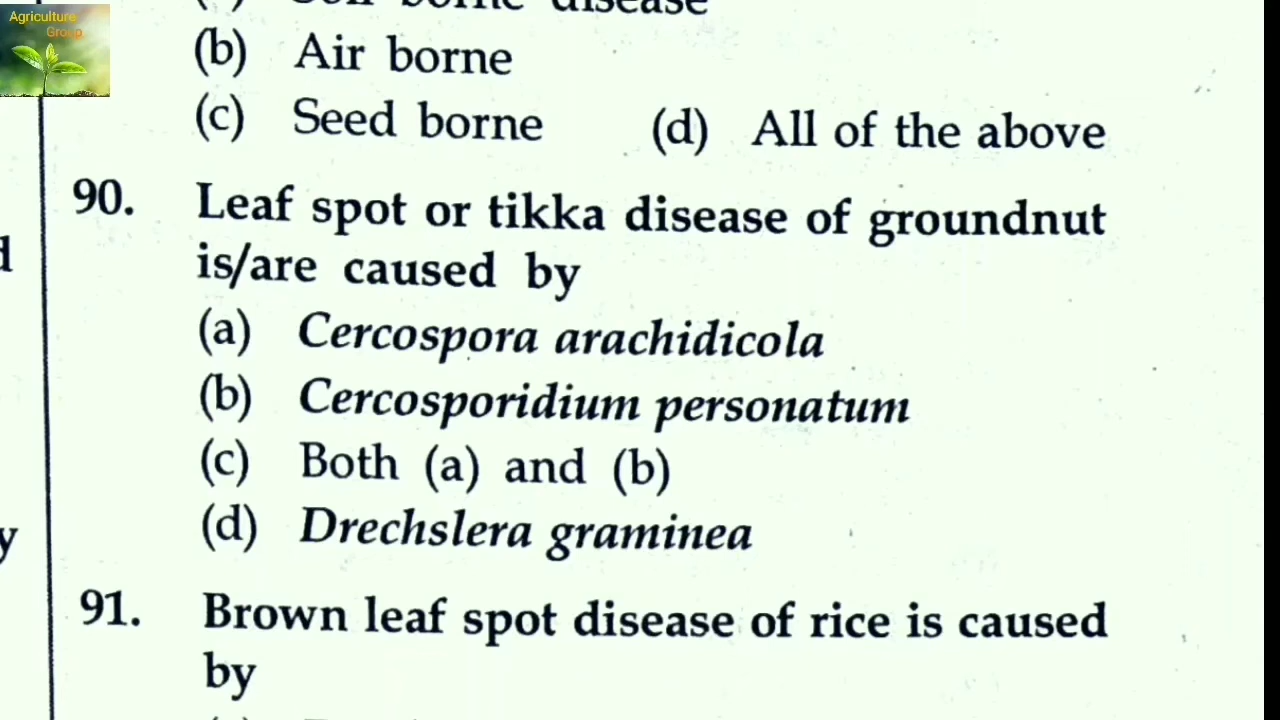 Agriculture
Group
disease
(b) Air borne
(c) Seed borne (d) All of the above
90. Leaf spot or tikka disease of groundnut
is/are caused by
(a) Cercospora arachidicola
(b) Cercosporidium personatum
(c) Both (a) and (b)
(d) Drechslera graminea
y
91. Brown leaf spot disease of rice is caused
by